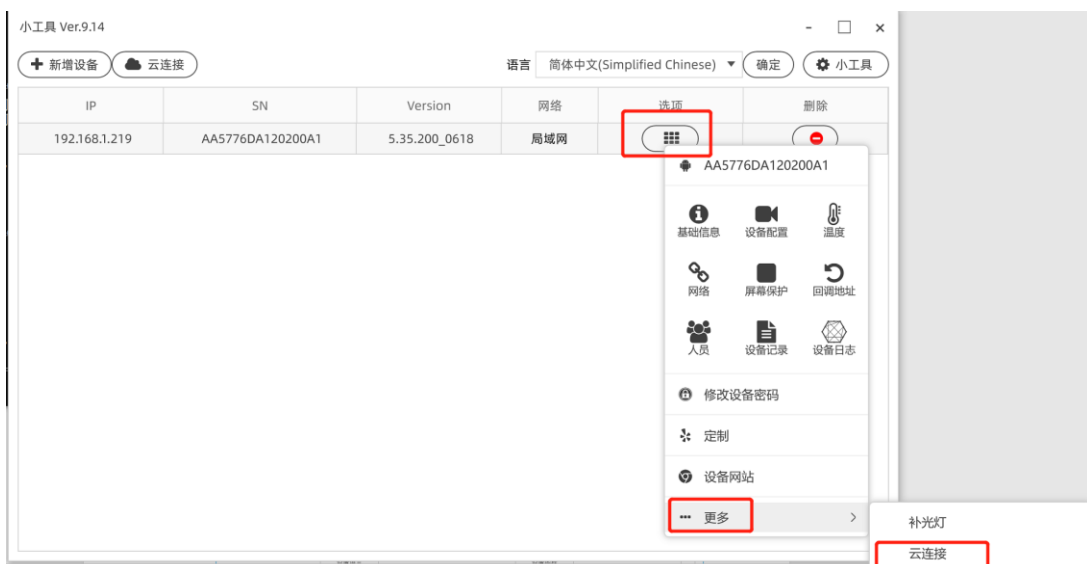 小工具 Ver.9.14
新增设备 云连接 语言 简体中文(Simplified Chinese) 确定 小工具
IP SN Version 网络 选项 删除
192.168.1.219 AA5776DA120200A1 5.35.200_0618 局域网
AA5776DA120200A1
基础信息 设备配置 温度
网络 屏幕保护 回调地址
人员 设备记录 设备日志
修改设备密码
定制
设备网站
更多
补光灯
云连接